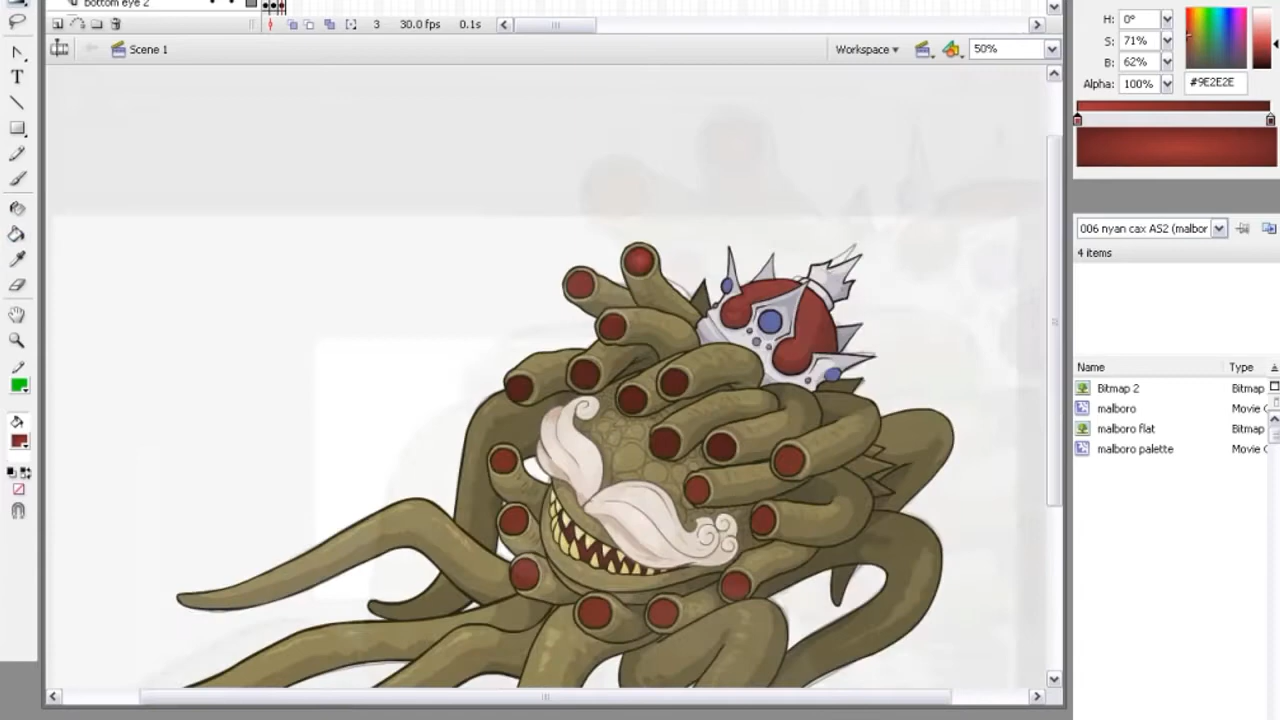 bottom eye 2
3 30.0 fps 0.1s
Scene 1
Workspace
50%
T
H: 0°
S: 71%
B: 62%
Alpha: 100%
#9E2E2E
006 nyan cax AS2 (malbor
4 items
Name Type
Bitmap 2 Bitmap
malboro Movie C
malboro flat Bitmap
malboro palette Movie C